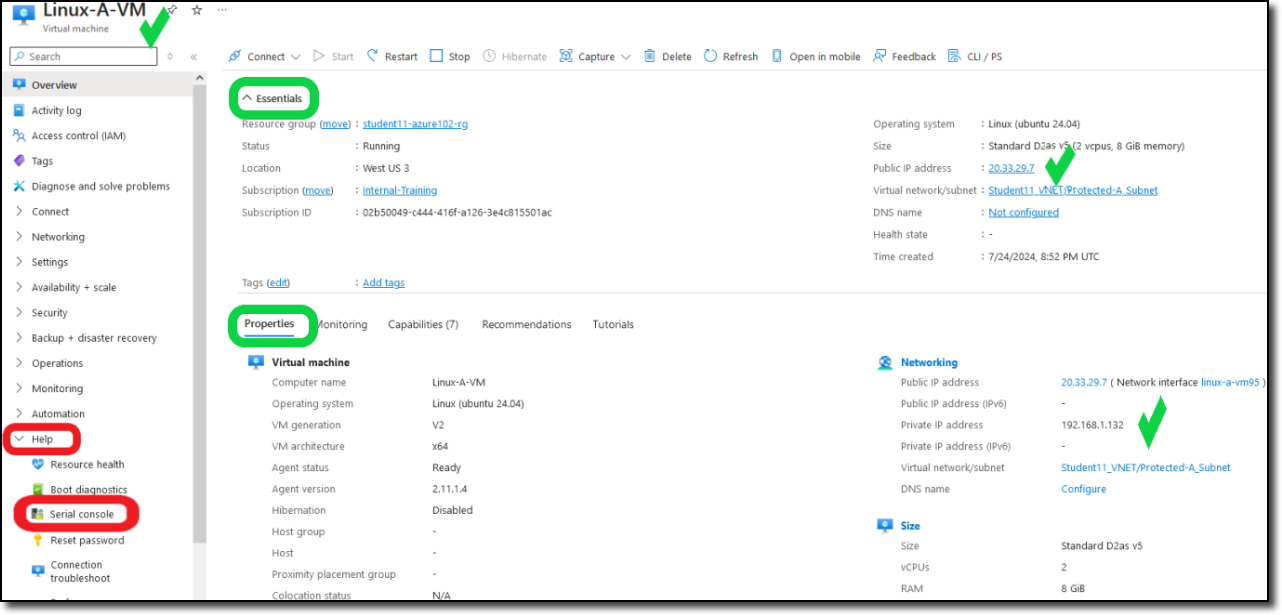 Linux-A-VM
Virtual machine
Search
Connect Start Restart Stop Hibernate Capture Delete Refresh Open in mobile Feedback CLI / PS
Overview
Activity log
Access control (IAM)
Tags
Diagnose and solve problems
Connect
Networking
Settings
Availability + scale
Security
Backup + disaster recovery
Operations
Monitoring
Automation
Help
Resource health
Boot diagnostics
Serial console
Reset password
Connection
troubleshoot
Essentials
Resource group (move) : student11-azure102-rg
Status : Running
Location : West US 3
Subscription (move) : Internal-Training
Subscription ID : 02b50049-c444-416f-a126-3e4c815501ac
Operating system : Linux (ubuntu 24.04)
Size : Standard D2as v5 (2 vcpus, 8 GiB memory)
Public IP address : 20.33.29.7
Virtual network/subnet : Student11_VNET/Protected-A_Subnet
DNS name : Not configured
Health state : -
Time created : 7/24/2024, 8:52 PM UTC
Tags (edit) : Add tags
Properties Monitoring Capabilities (7) Recommendations Tutorials
Virtual machine
Computer name Linux-A-VM
Operating system Linux (ubuntu 24.04)
VM generation V2
VM architecture x64
Agent status Ready
Agent version 2.11.1.4
Hibernation Disabled
Host group -
Host -
Proximity placement group -
Colocation status N/A
Networking
Public IP address 20.33.29.7 ( Network interface linux-a-vm95 )
Public IP address (IPv6) -
Private IP address 192.168.1.132
Private IP address (IPv6) -
Virtual network/subnet Student11_VNET/Protected-A_Subnet
DNS name Configure
Size
Size Standard D2as v5
vCPUs 2
RAM 8 GiB